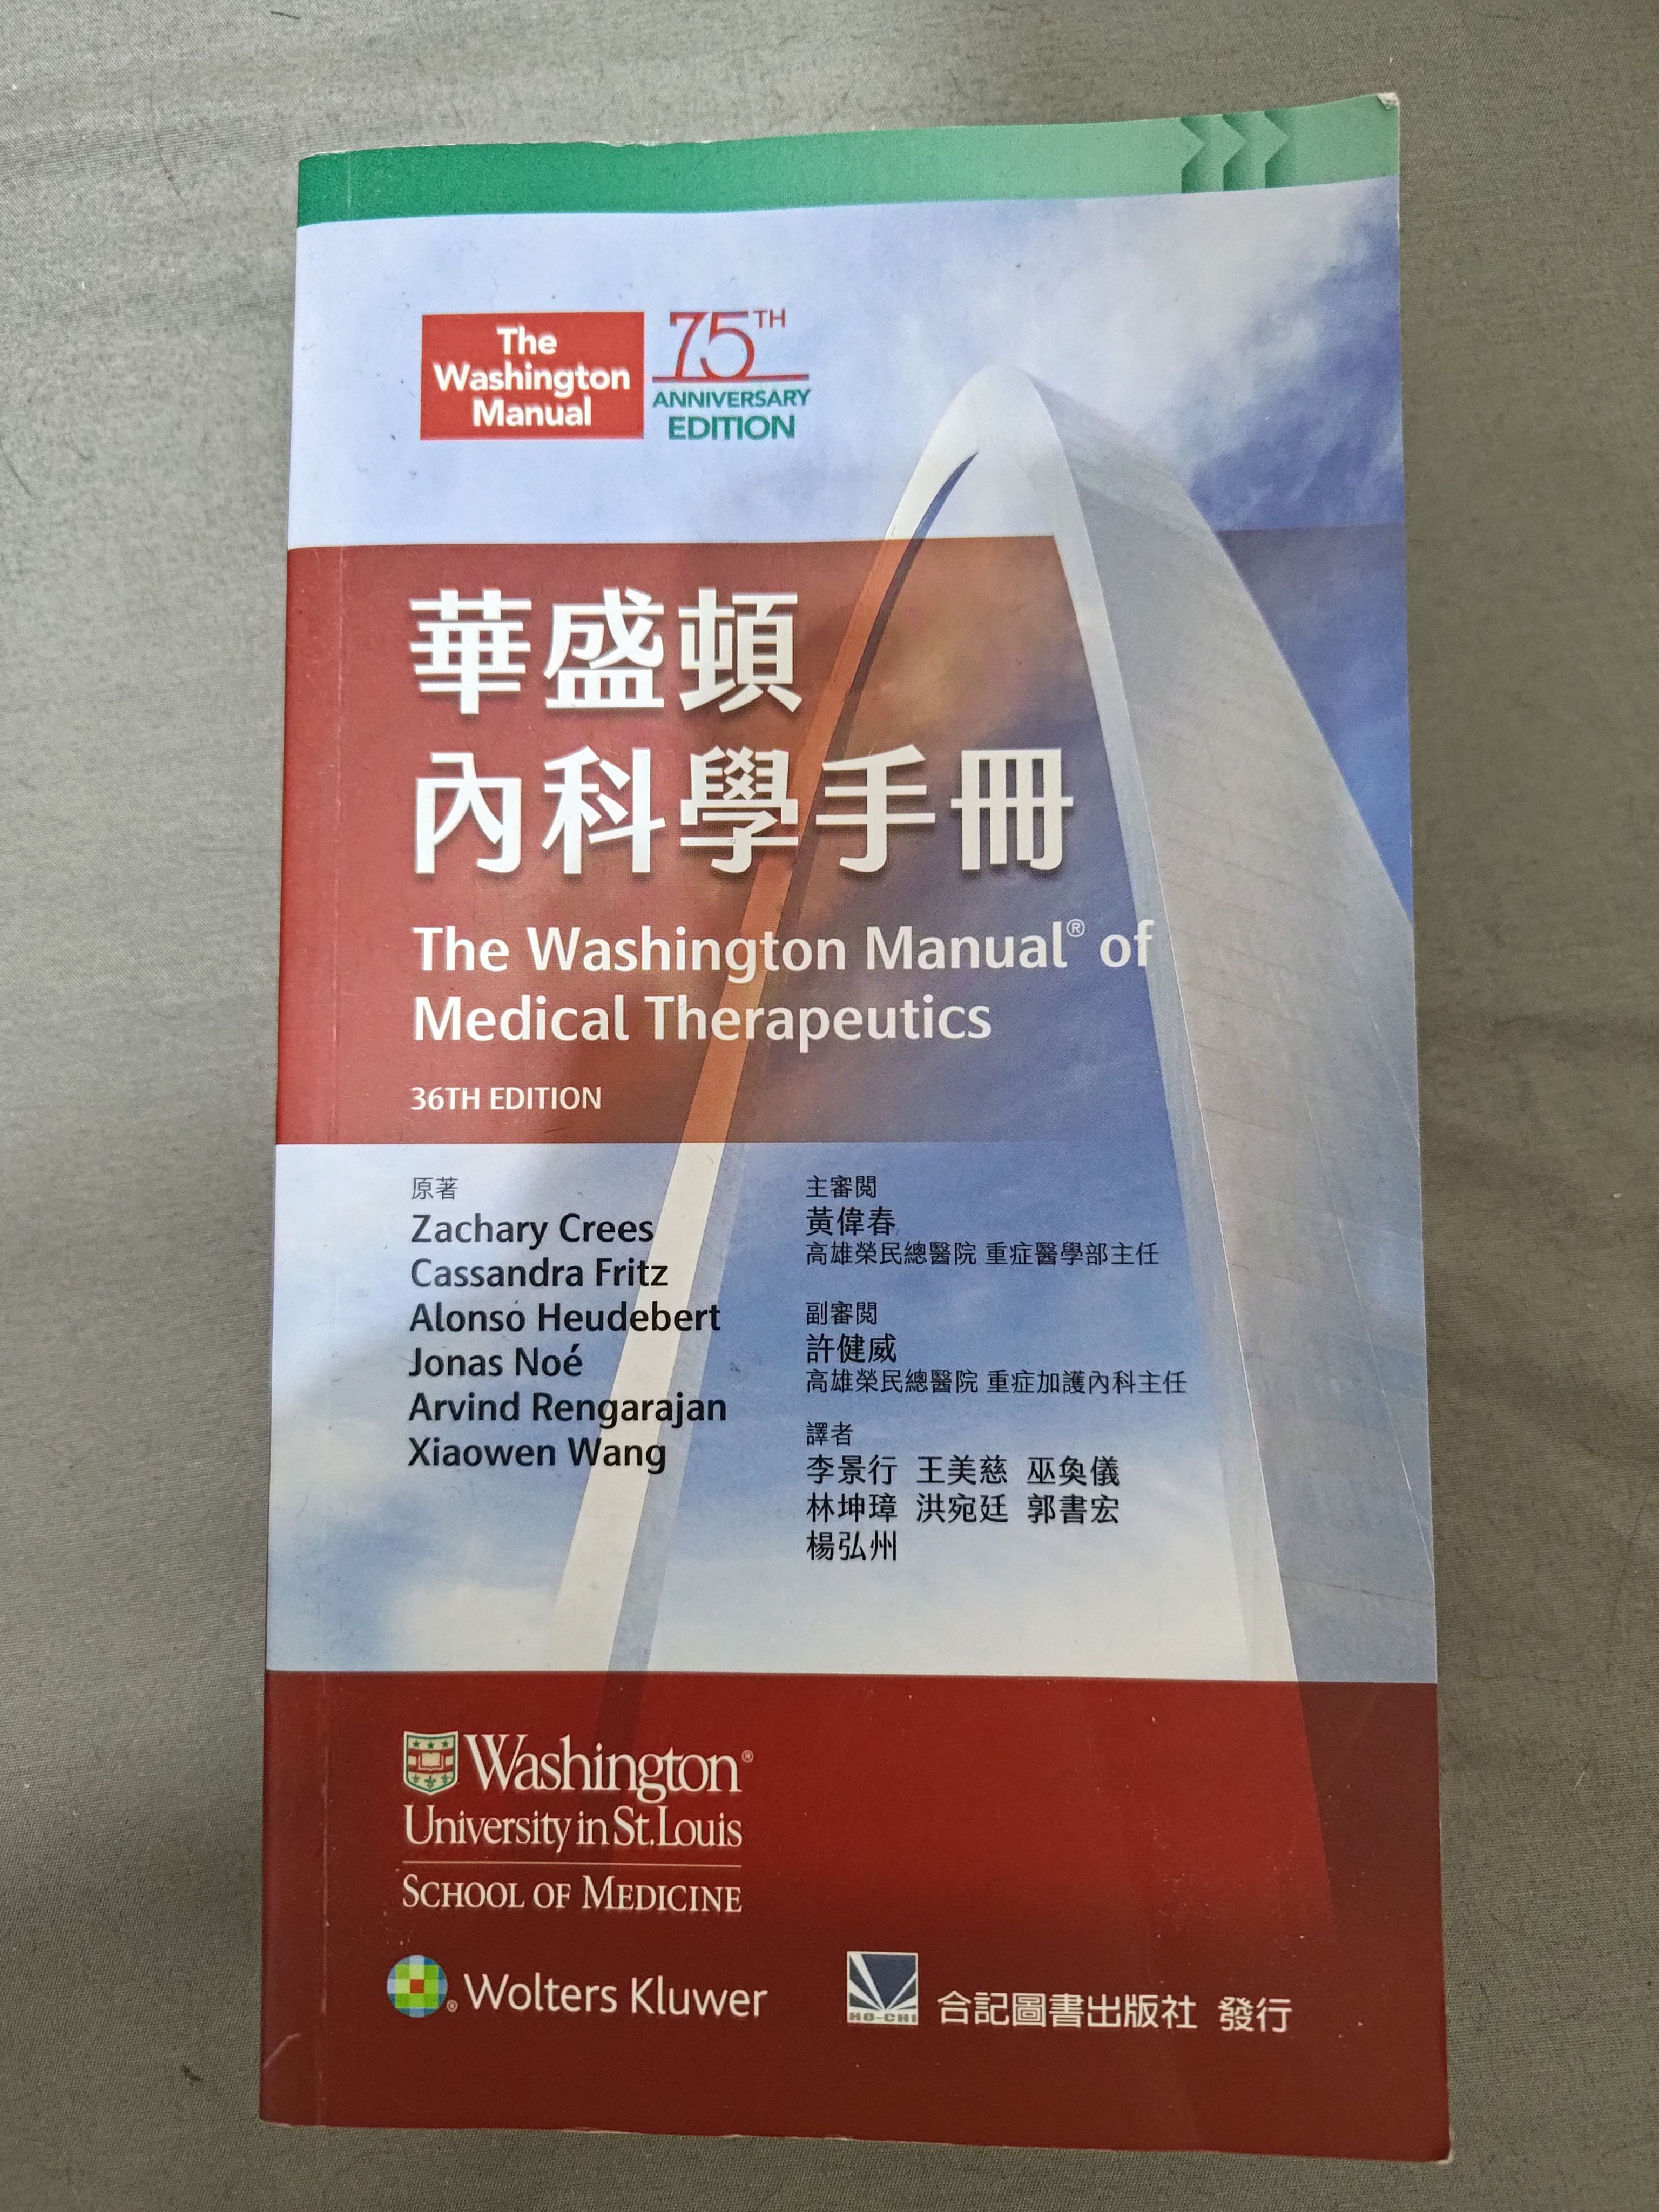 The
Washington
Manual
75TH
ANNIVERSARY
EDITION
華盛頓
內科學手冊
The Washington Manual® of
Medical Therapeutics
36TH EDITION
原著
Zachary Crees
Cassandra Fritz
Alonso Heudebert
Jonas Noé
Arvind Rengarajan
Xiaowen Wang
主審閱
黃偉春
高雄榮民總醫院 重症醫學部主任
副審閱
許健威
高雄榮民總醫院 重症加護內科主任
譯者
李景行 王美慈 巫奐儀
林坤璋 洪宛廷 郭書宏
楊弘州
Washington®
University in St. Louis
SCHOOL OF MEDICINE
® Wolters Kluwer
HO-CHI
合記圖書出版社 發行